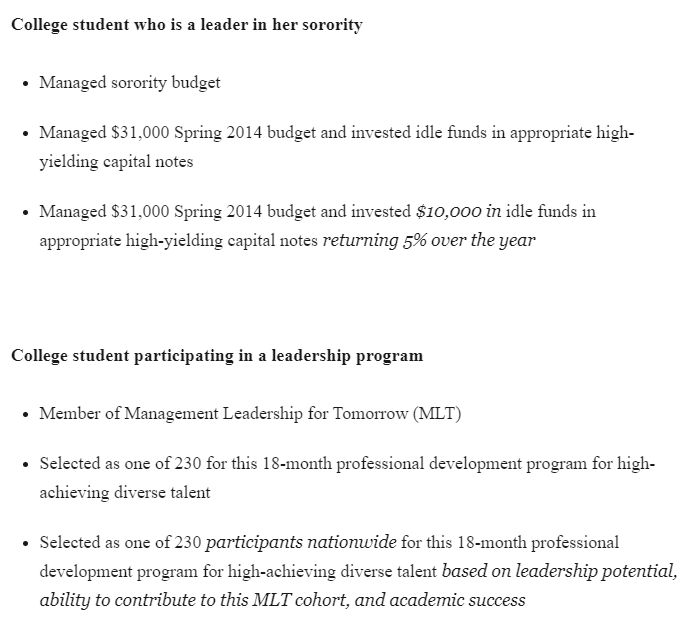 College student who is a leader in her sorority
• Managed sorority budget
• Managed $31,000 Spring 2014 budget and invested idle funds in appropriate high-
yielding capital notes
• Managed $31,000 Spring 2014 budget and invested $10,000 in idle funds in
appropriate high-yielding capital notes returning 5% over the year
College student participating in a leadership program
• Member of Management Leadership for Tomorrow (MLT)
• Selected as one of 230 for this 18-month professional development program for high-
achieving diverse talent
• Selected as one of 230 participants nationwide for this 18-month professional
development program for high-achieving diverse talent based on leadership potential,
ability to contribute to this MLT cohort, and academic success